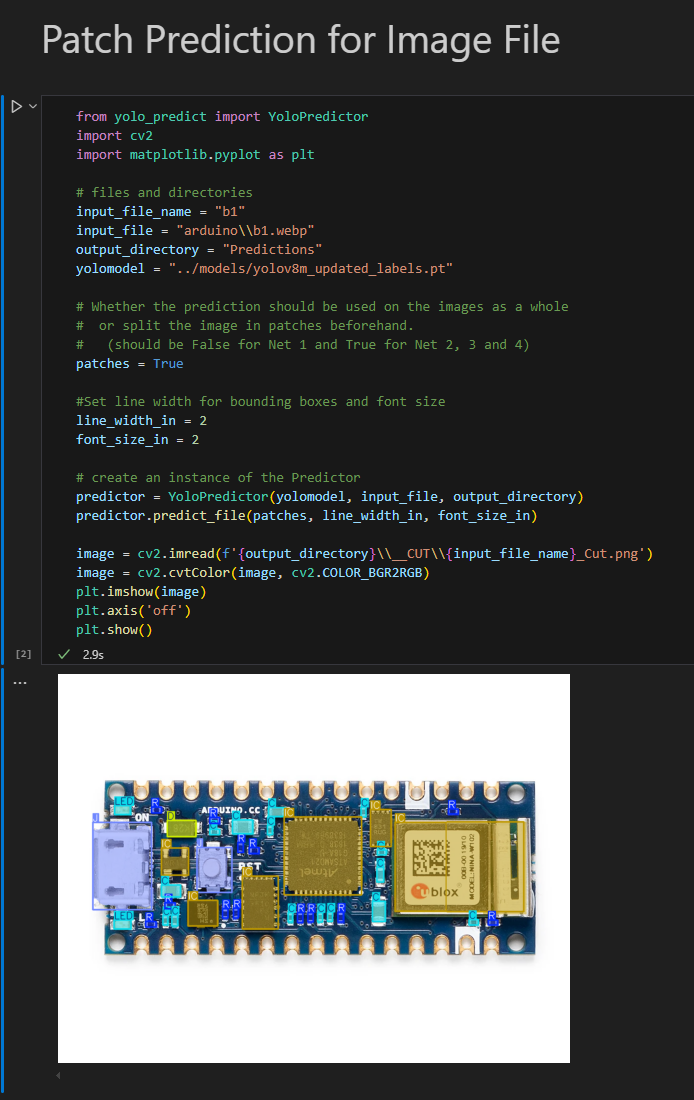 Patch Prediction for Image File
from yolo_predict import YoloPredictor
import cv2
import matplotlib.pyplot as plt
# files and directories
input_file_name = "b1"
input_file = "arduino\\b1.webp"
output_directory = "Predictions"
yolomodel = "../models/yolov8m_updated_labels.pt"
# Whether the prediction should be used on the images as a whole
#  or split the image in patches beforehand.
#   (should be False for Net 1 and True for Net 2, 3 and 4)
patches = True
#Set line width for bounding boxes and font size
line_width_in = 2
font_size_in = 2
# create an instance of the Predictor
predictor = YoloPredictor(yolomodel, input_file, output_directory)
predictor.predict_file(patches, line_width_in, font_size_in)
image = cv2.imread(f'{output_directory}\\__CUT\\{input_file_name}_Cut.png')
image = cv2.cvtColor(image, cv2.COLOR_BGR2RGB)
plt.imshow(image)
plt.axis('off')
plt.show()
[2]
2.9s
LED
R
ARDUINO.CC
IC
ON
D
C
RST
Atmel
ublox
LED
L